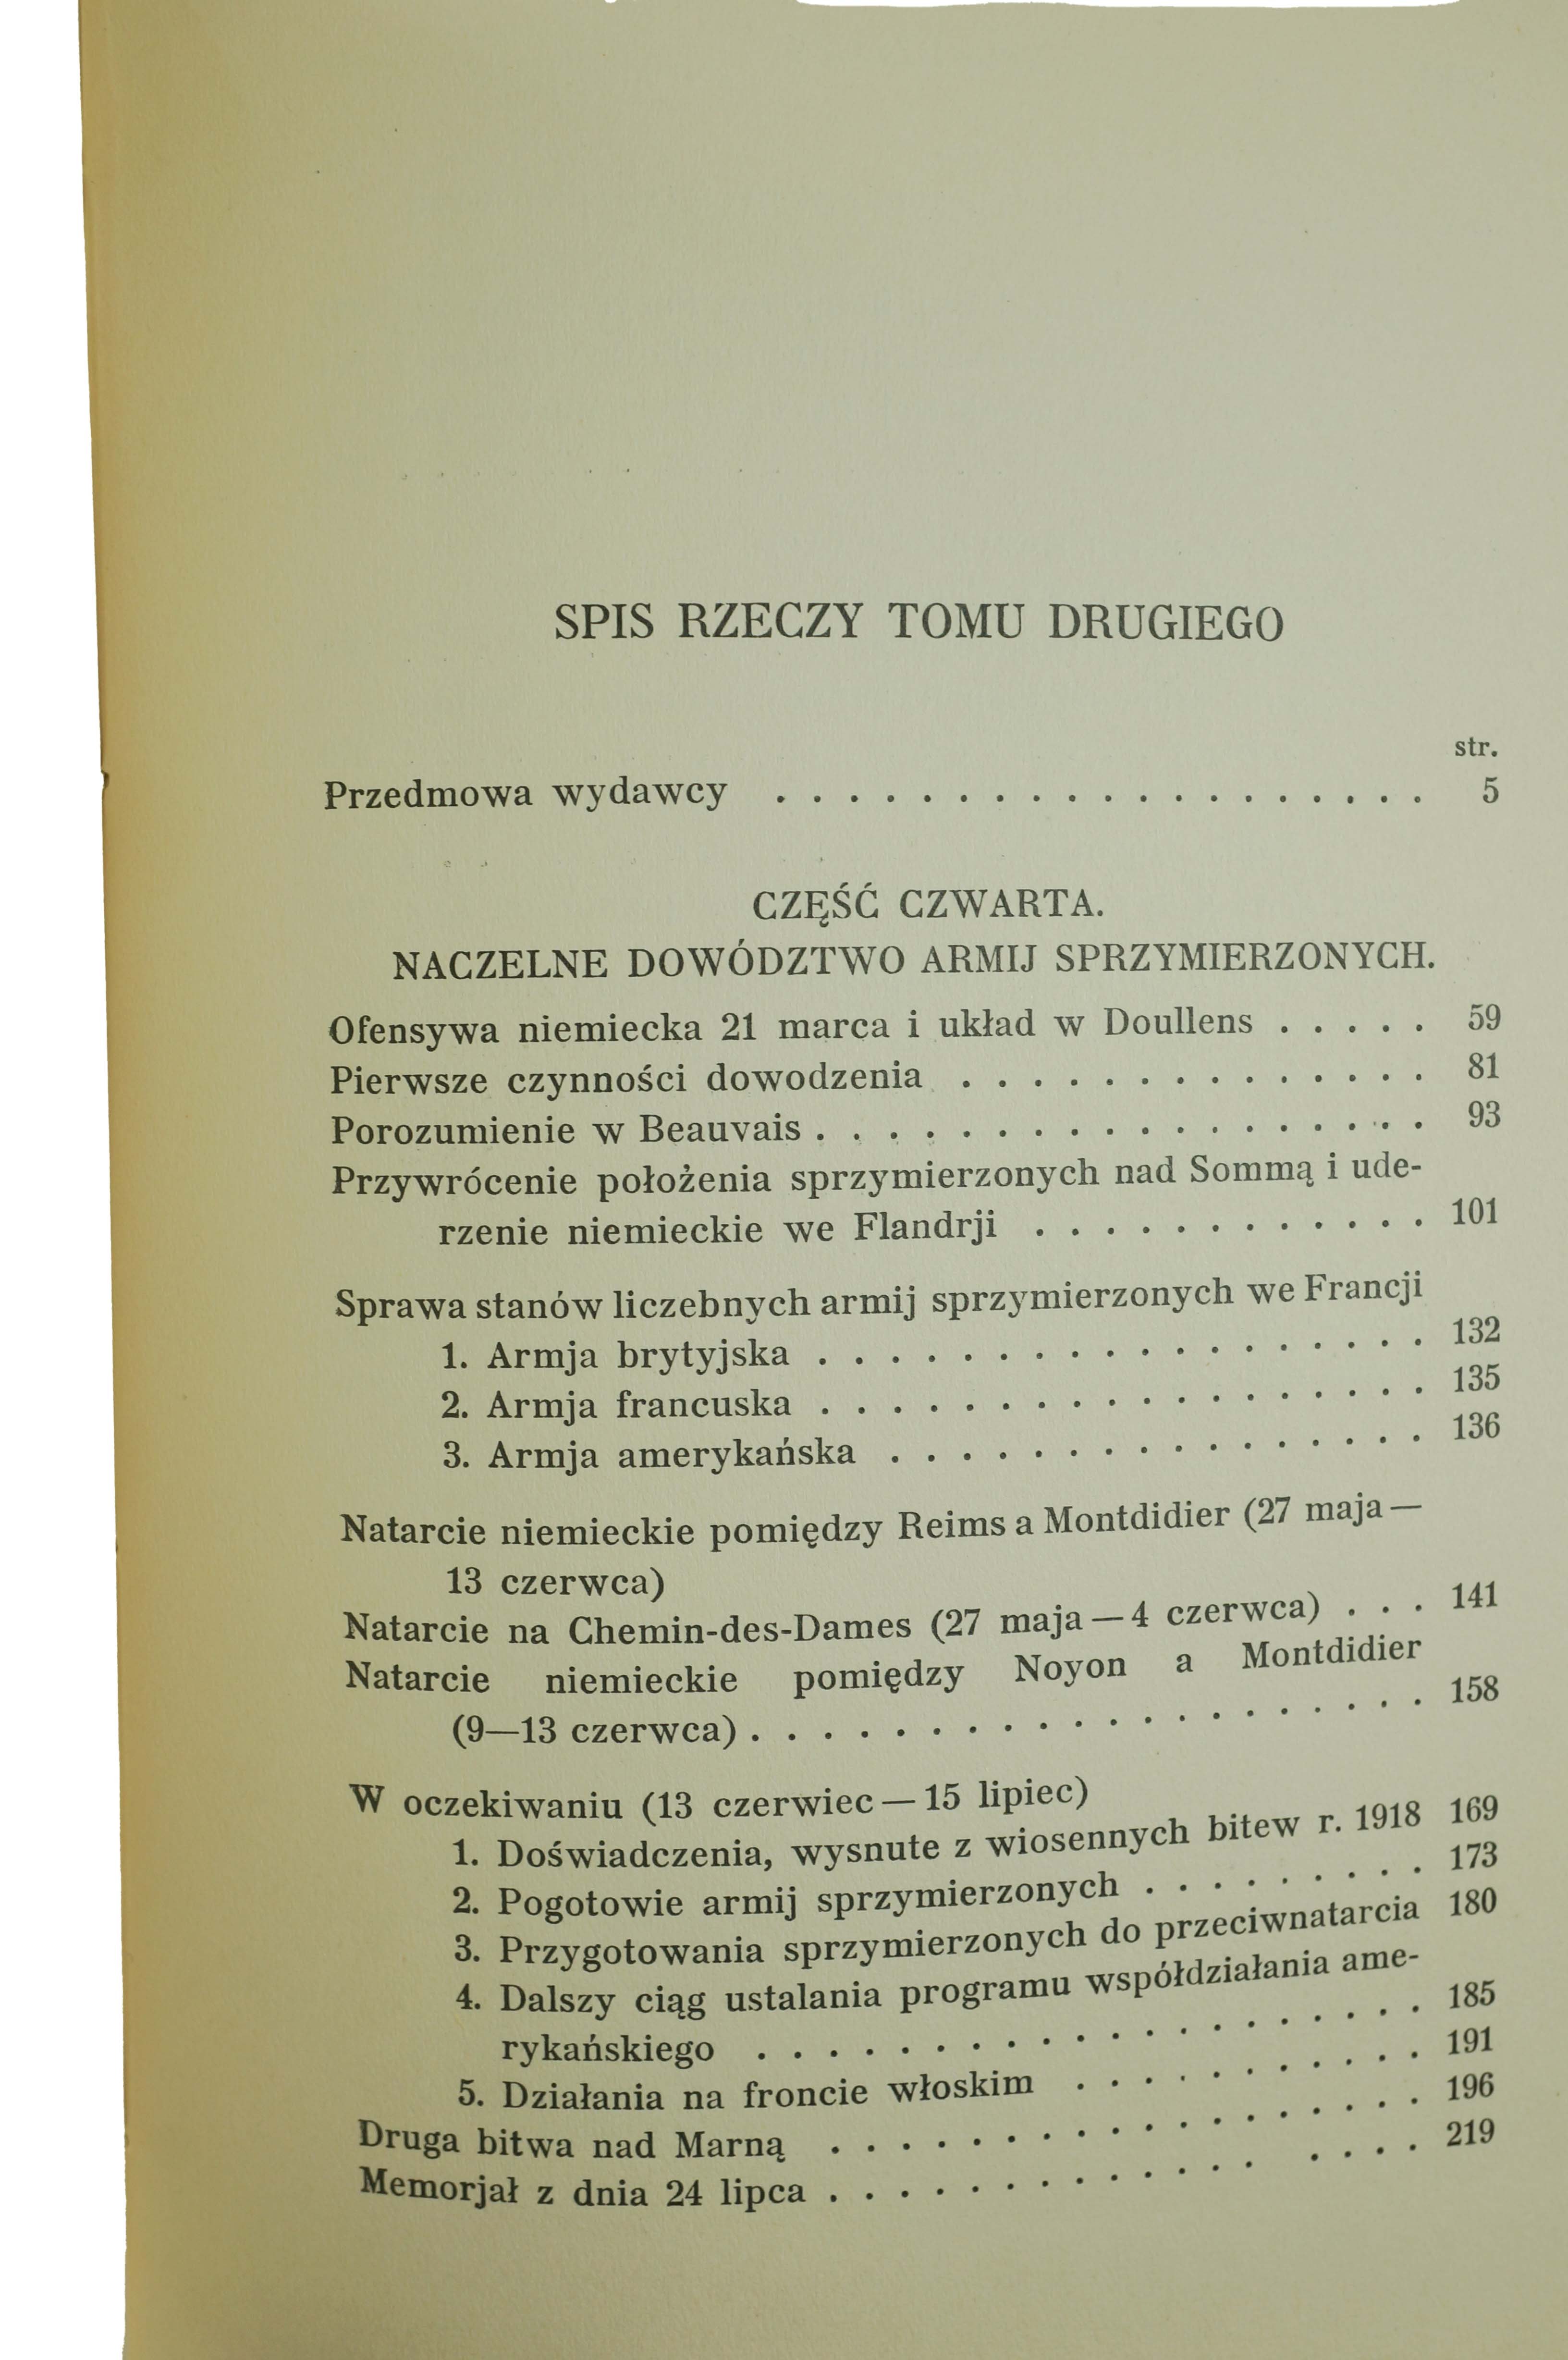 SPIS RZECZY TOMU DRUGIEGO
str.
Przedmowa wydawcy . . . . . . . . . . . . . . . . . . 5
CZĘŚĆ CZWARTA.
NACZELNE DOWÓDZTWO ARMIJ SPRZYMIERZONYCH.
Ofensywa niemiecka 21 marca i układ w Doullens . . . . . 59
Pierwsze czynności dowodzenia . . . . . . . . . . . . . 81
Porozumienie w Beauvais . . . . . . . . . . . . . . . . . 93
Przywrócenie położenia sprzymierzonych nad Sommą i ude-
rzenie niemieckie we Flandrji . . . . . . . . . . . 101
Sprawa stanów liczebnych armij sprzymierzonych we Francji
1. Armja brytyjska . . . . . . . . . . . . . . . . . 132
2. Armja francuska . . . . . . . . . . . . . . . . . 135
3. Armja amerykańska . . . . . . . . . . . . . . . 136
Natarcie niemieckie pomiędzy Reims a Montdidier (27 maja —
13 czerwca)
Natarcie na Chemin-des-Dames (27 maja — 4 czerwca) . . . 141
Natarcie niemieckie pomiędzy Noyon a Montdidier
(9—13 czerwca) . . . . . . . . . . . . . . . . . . . 158
W oczekiwaniu (13 czerwiec — 15 lipiec)
1. Doświadczenia, wysnute z wiosennych bitew r. 1918 169
2. Pogotowie armij sprzymierzonych . . . . . . . . 173
3. Przygotowania sprzymierzonych do przeciwnatarcia 180
4. Dalszy ciąg ustalania programu współdziałania ame-
rykańskiego . . . . . . . . . . . . . . . . . . . 185
5. Działania na froncie włoskim . . . . . . . . . . 191
Druga bitwa nad Marną . . . . . . . . . . . . . . . . . 196
Memorjał z dnia 24 lipca . . . . . . . . . . . . . . . . 219